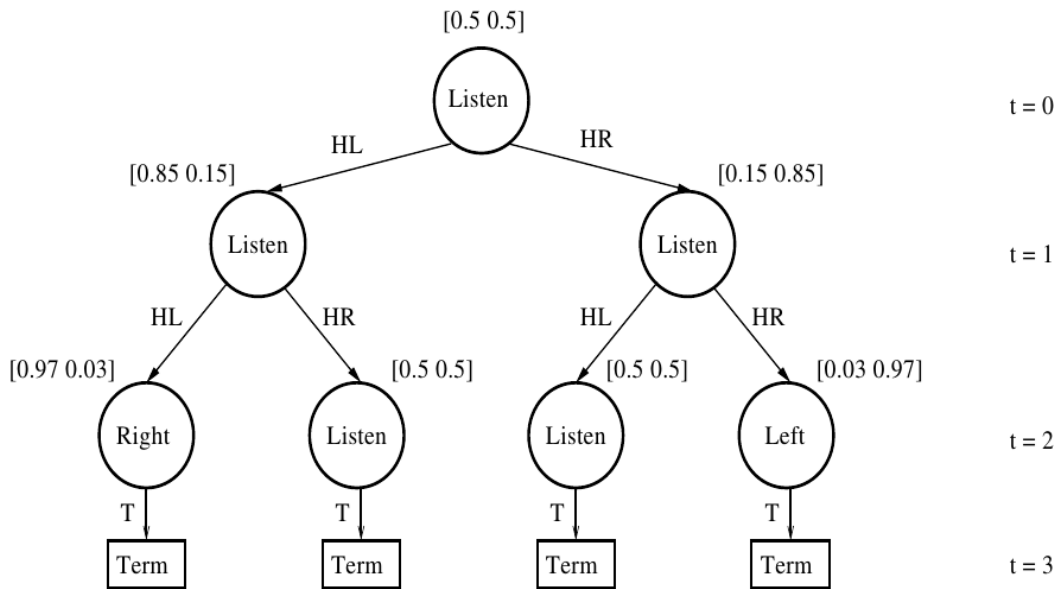 [0.5 0.5]
Listen
t = 0
HL
HR
[0.85 0.15]
[0.15 0.85]
Listen
Listen
t = 1
HL
HR
HL
HR
[0.97 0.03]
[0.5 0.5]
[0.5 0.5]
[0.03 0.97]
Right
Listen
Listen
Left
t = 2
T
T
T
T
Term
Term
Term
Term
t = 3